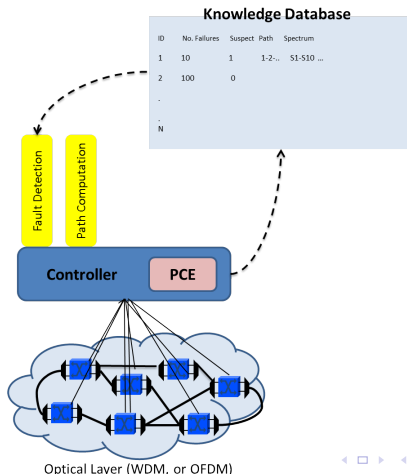 Knowledge Database
ID No. Failures Suspect Path Spectrum
1 10 1 1-2-.. S1-S10 ...
2 100 0
.
.
N
Fault Detection
Path Computation
Controller
PCE
Optical Layer (WDM, or OFDM)